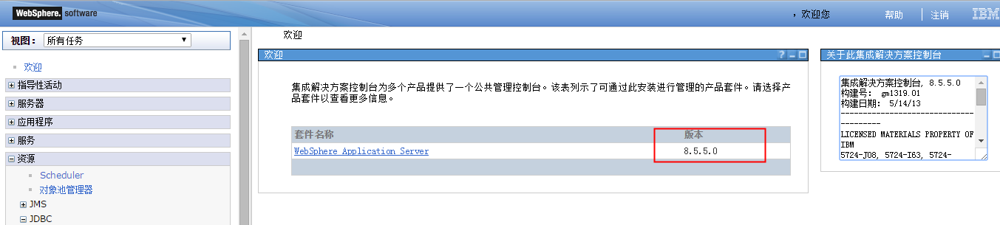 WebSphere. software
，欢迎您
帮助
注销
IBM
视图：
所有任务
欢迎
指导性活动
服务器
应用程序
服务
资源
Scheduler
对象池管理器
JMS
JDBC
欢迎
欢迎
集成解决方案控制台为多个产品提供了一个公共管理控制台。该表列示了可通过此安装进行管理的产品套件。请选择产
品套件以查看更多信息。
套件名称
版本
WebSphere Application Server
8.5.5.0
关于此集成解决方案控制台
集成解决方案控制台, 8.5.5.0
构建号： gm1319.01
构建日期： 5/14/13
----------------------------------
---------
LICENSED MATERIALS PROPERTY OF
IBM
5724-J08, 5724-I63, 5724-